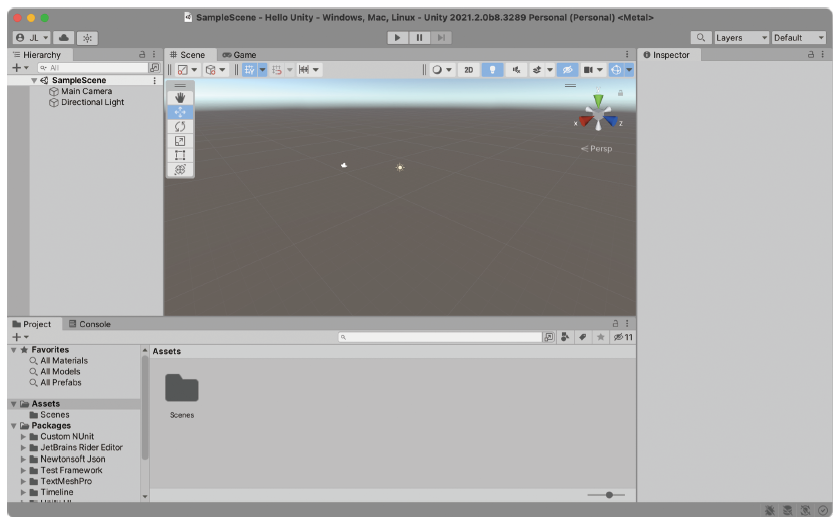 SampleScene - Hello Unity - Windows, Mac, Linux - Unity 2021.2.0b8.3289 Personal (Personal) <Metal>
JL
Layers
Default
Hierarchy
Scene
Game
Inspector
All
2D
SampleScene
Main Camera
Directional Light
x
z
Persp
Project
Console
11
Favorites
All Materials
All Models
All Prefabs
Assets
Scenes
Packages
Custom NUnit
JetBrains Rider Editor
Newtonsoft Json
Test Framework
TextMeshPro
Timeline
Assets
Scenes